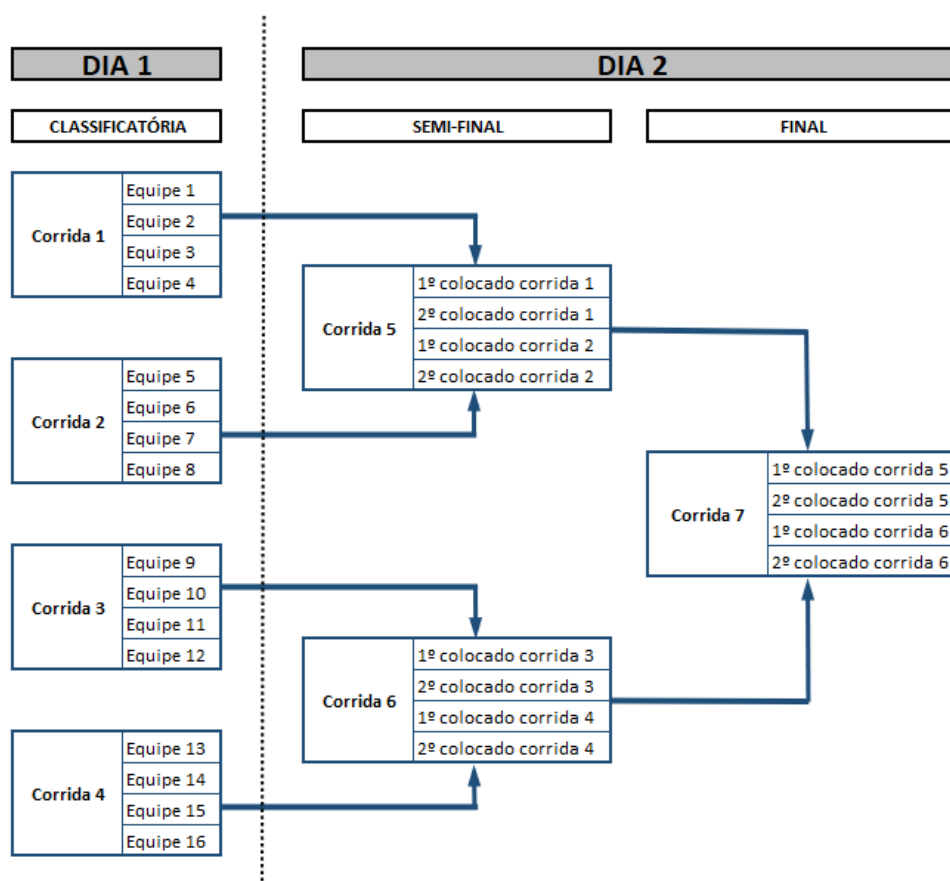 DIA 1
DIA 2
CLASSIFICATÓRIA
SEMI-FINAL
FINAL
Corrida 1
Equipe 1
Equipe 2
Equipe 3
Equipe 4
Corrida 2
Equipe 5
Equipe 6
Equipe 7
Equipe 8
Corrida 3
Equipe 9
Equipe 10
Equipe 11
Equipe 12
Corrida 4
Equipe 13
Equipe 14
Equipe 15
Equipe 16
Corrida 5
1º colocado corrida 1
2º colocado corrida 1
1º colocado corrida 2
2º colocado corrida 2
Corrida 6
1º colocado corrida 3
2º colocado corrida 3
1º colocado corrida 4
2º colocado corrida 4
Corrida 7
1º colocado corrida 5
2º colocado corrida 5
1º colocado corrida 6
2º colocado corrida 6